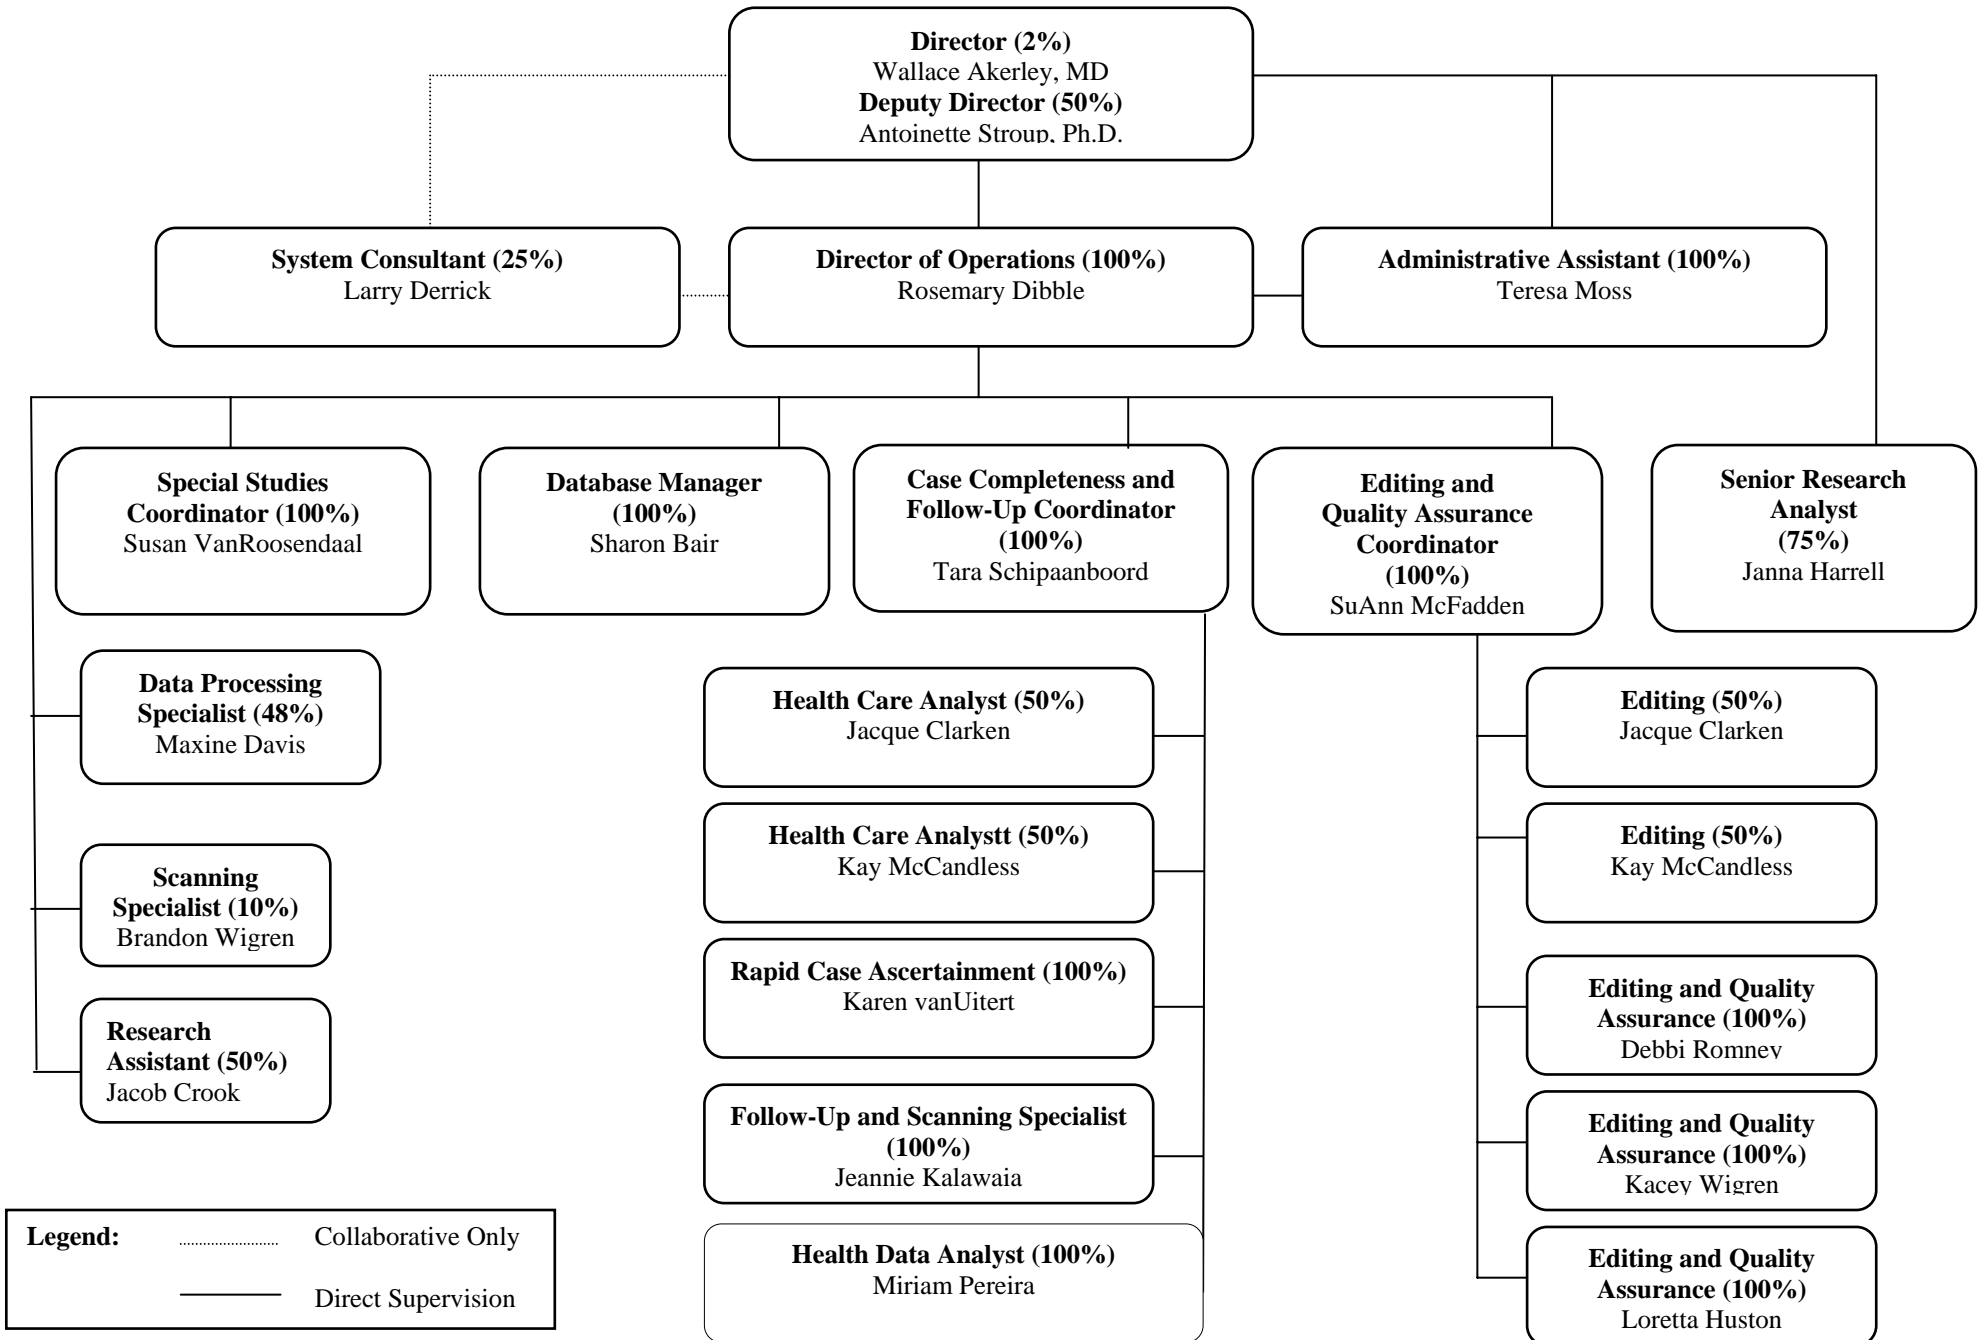 Director (2%)
Wallace Akerley, MD
Deputy Director (50%)
Antoinette Stroup, Ph.D.
System Consultant (25%)
Larry Derrick
Director of Operations (100%)
Rosemary Dibble
Administrative Assistant (100%)
Teresa Moss
Special Studies
Coordinator (100%)
Susan VanRoosendaal
Database Manager
(100%)
Sharon Bair
Case Completeness and
Follow-Up Coordinator
(100%)
Tara Schipaanboord
Editing and
Quality Assurance
Coordinator
(100%)
SuAnn McFadden
Senior Research
Analyst
(75%)
Janna Harrell
Data Processing
Specialist (48%)
Maxine Davis
Scanning
Specialist (10%)
Brandon Wigren
Research
Assistant (50%)
Jacob Crook
Health Care Analyst (50%)
Jacque Clarken
Health Care Analystt (50%)
Kay McCandless
Rapid Case Ascertainment (100%)
Karen vanUitert
Follow-Up and Scanning Specialist
(100%)
Jeannie Kalawaia
Health Data Analyst (100%)
Miriam Pereira
Editing (50%)
Jacque Clarken
Editing (50%)
Kay McCandless
Editing and Quality
Assurance (100%)
Debbi Romney
Editing and Quality
Assurance (100%)
Kacey Wigren
Editing and Quality
Assurance (100%)
Loretta Huston
Legend: Collaborative Only
Direct Supervision